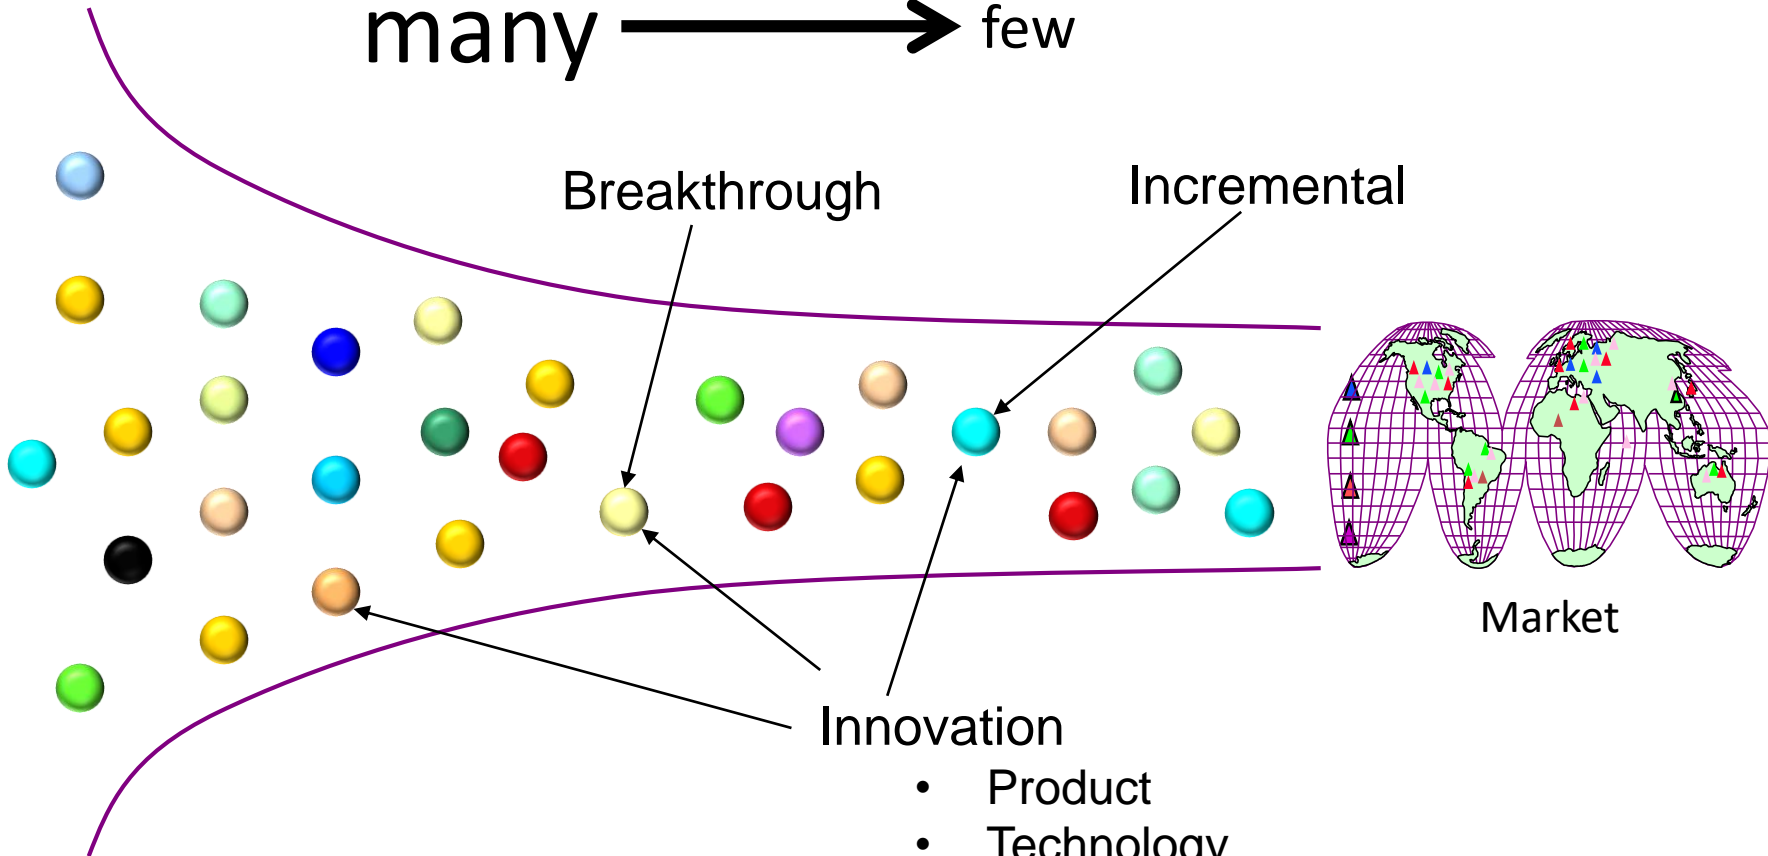 many few
Breakthrough
Incremental
Market
Innovation
• Product
• Technology